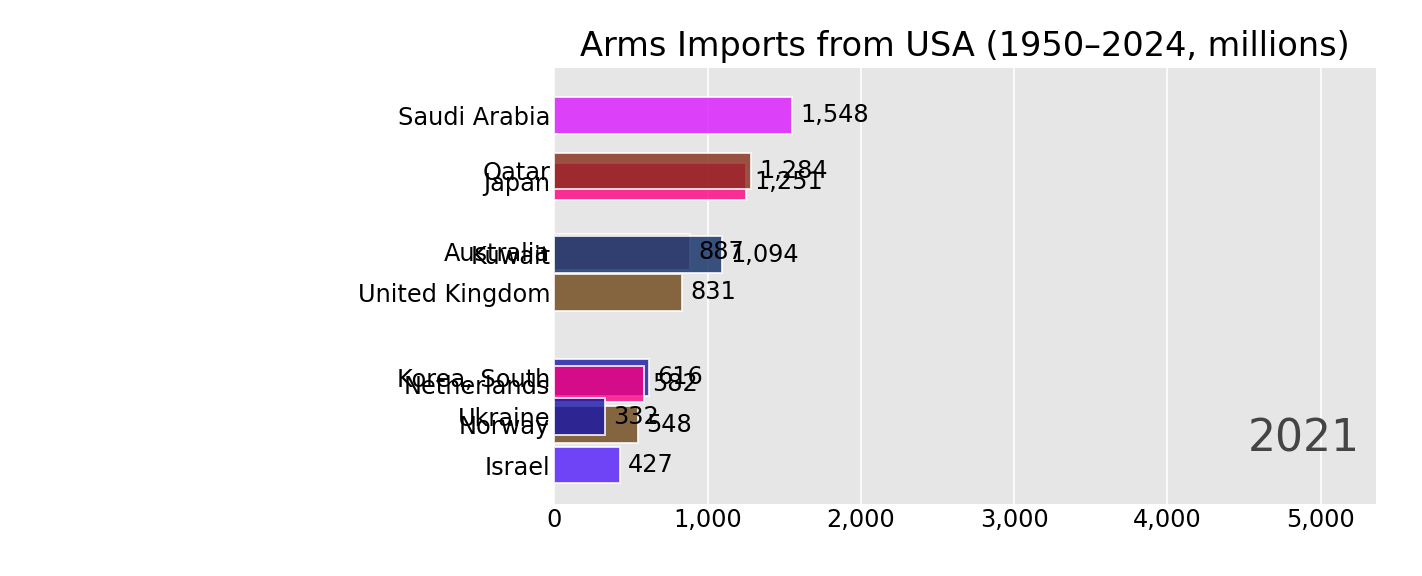 Arms Imports from USA (1950–2024, millions)
Saudi Arabia 1,548
Qatar 1,284
Japan 1,251
Australia 887
Kuwait 1,094
United Kingdom 831
Korea, South 616
Netherlands 582
Ukraine 332
Norway 548
Israel 427
2021
0 1,000 2,000 3,000 4,000 5,000